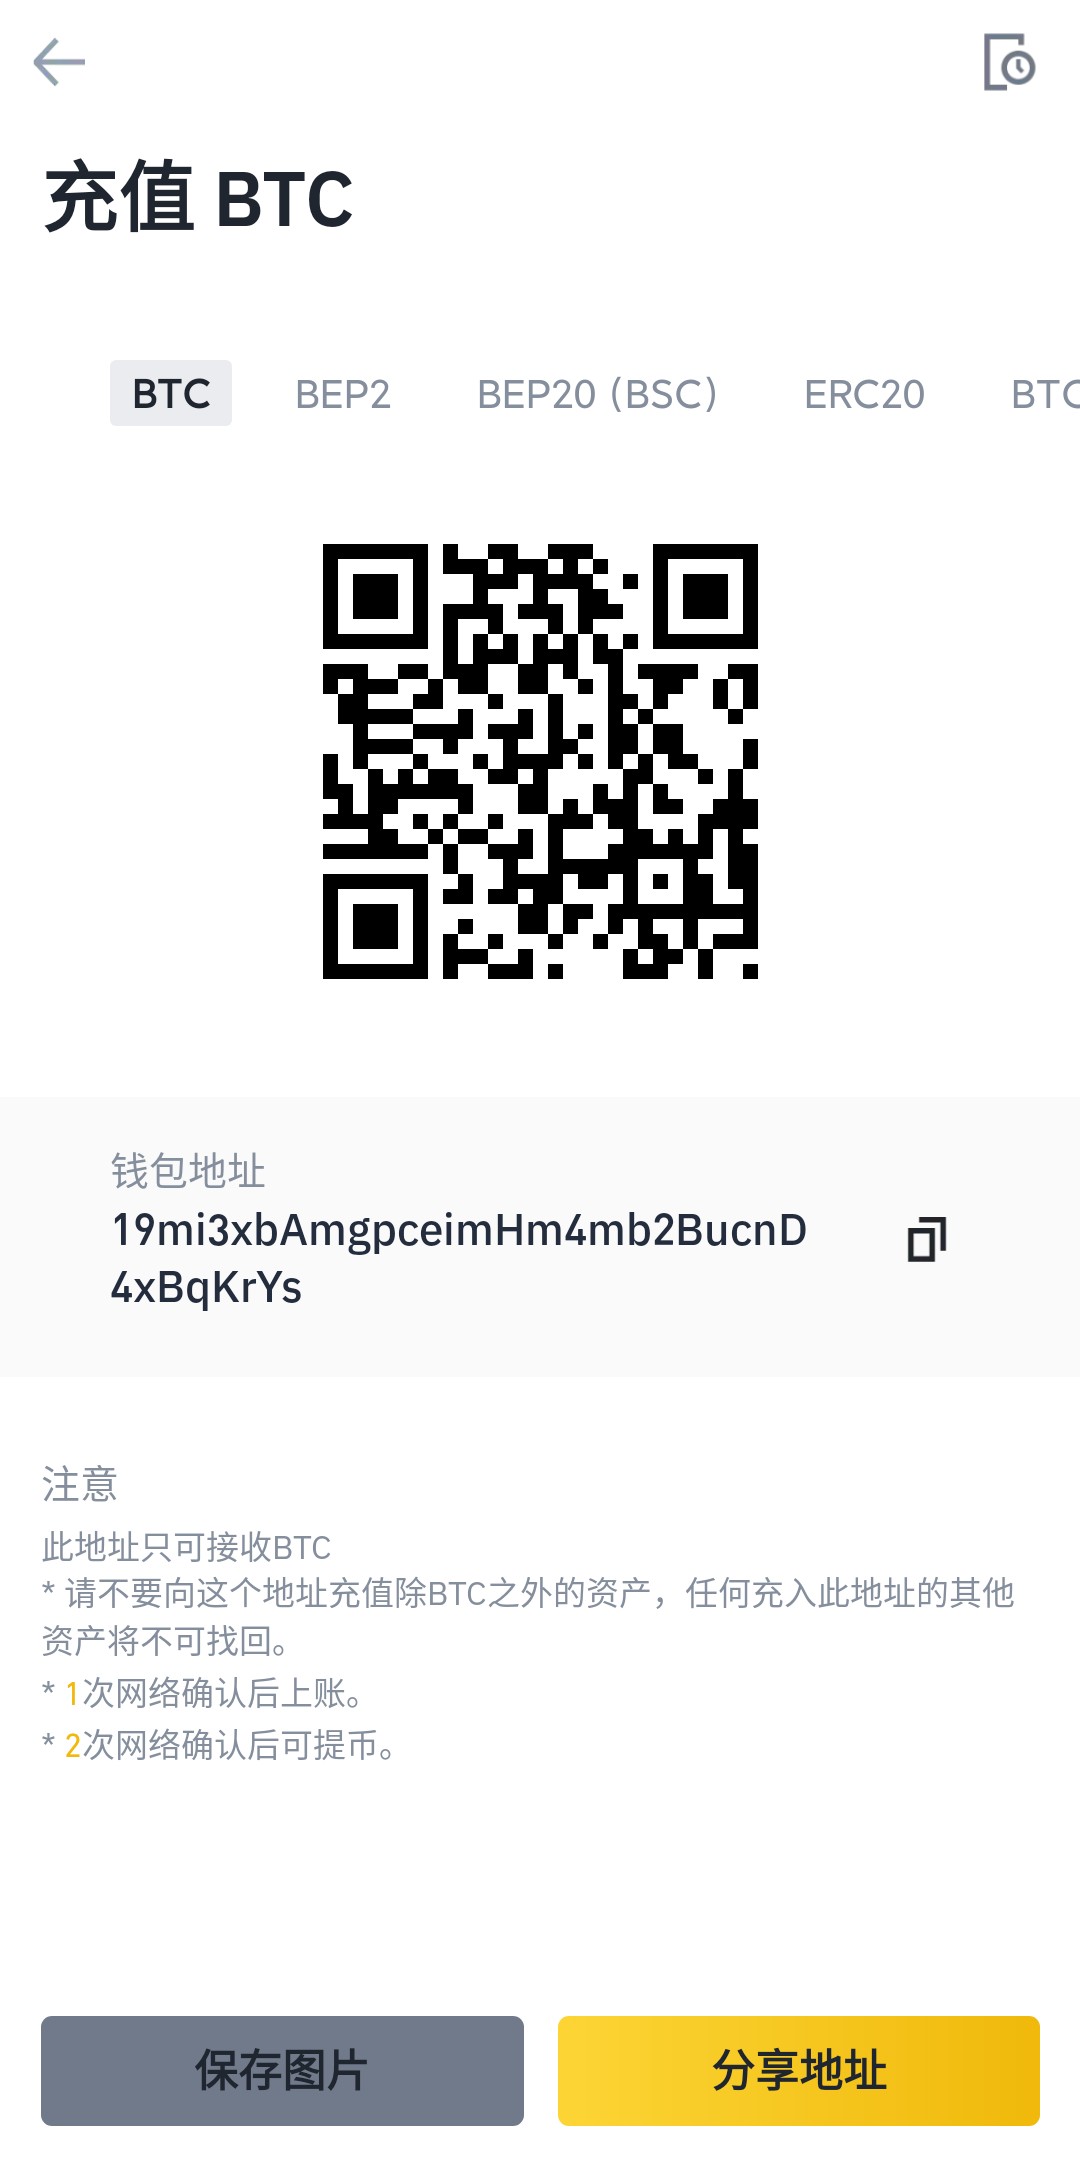 充值 BTC
BTC BEP2 BEP20 (BSC) ERC20 BTC
钱包地址
19mi3xbAmgpceimHm4mb2BucnD
4xBqKrYs
注意
此地址只可接收BTC
* 请不要向这个地址充值除BTC之外的资产，任何充入此地址的其他
资产将不可找回。
* 1次网络确认后上账。
* 2次网络确认后可提币。
保存图片 分享地址